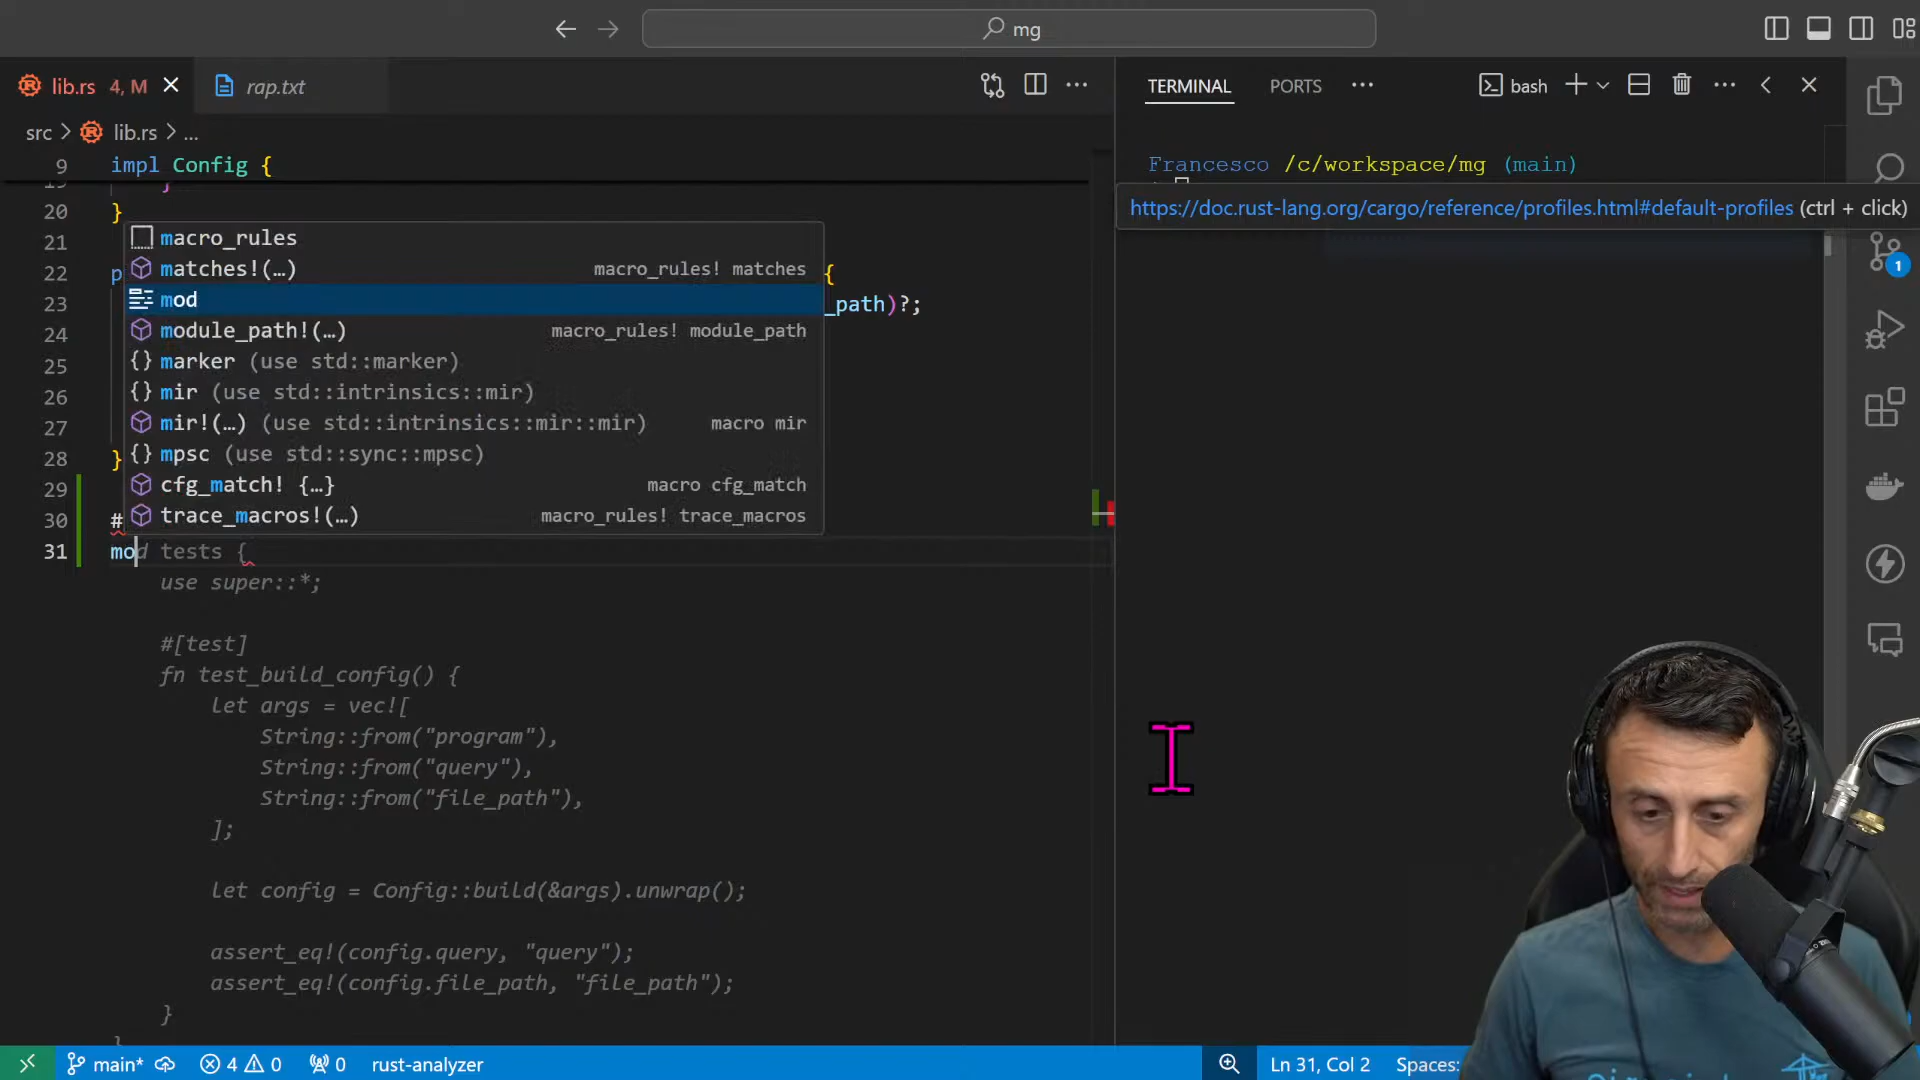 mg
lib.rs 4, M
rap.txt
src > lib.rs > ...
9 impl Config {
20 }
21
22 p {
23 _path)?;
24
25
26
27
28 }
29
30 #
31 mod tests {
use super::*;
#[test]
fn test_build_config() {
let args = vec![
String::from("program"),
String::from("query"),
String::from("file_path"),
];
let config = Config::build(&args).unwrap();
assert_eq!(config.query, "query");
assert_eq!(config.file_path, "file_path");
}
macro_rules
matches!(…) macro_rules! matches
mod
module_path!(…) macro_rules! module_path
marker (use std::marker)
mir (use std::intrinsics::mir)
mir!(…) (use std::intrinsics::mir::mir) macro mir
mpsc (use std::sync::mpsc)
cfg_match! {…} macro cfg_match
trace_macros!(…) macro_rules! trace_macros
TERMINAL PORTS ... bash
Francesco /c/workspace/mg (main)
https://doc.rust-lang.org/cargo/reference/profiles.html#default-profiles (ctrl + click)
1
main* 4 0 0 rust-analyzer
Ln 31, Col 2 Spaces: